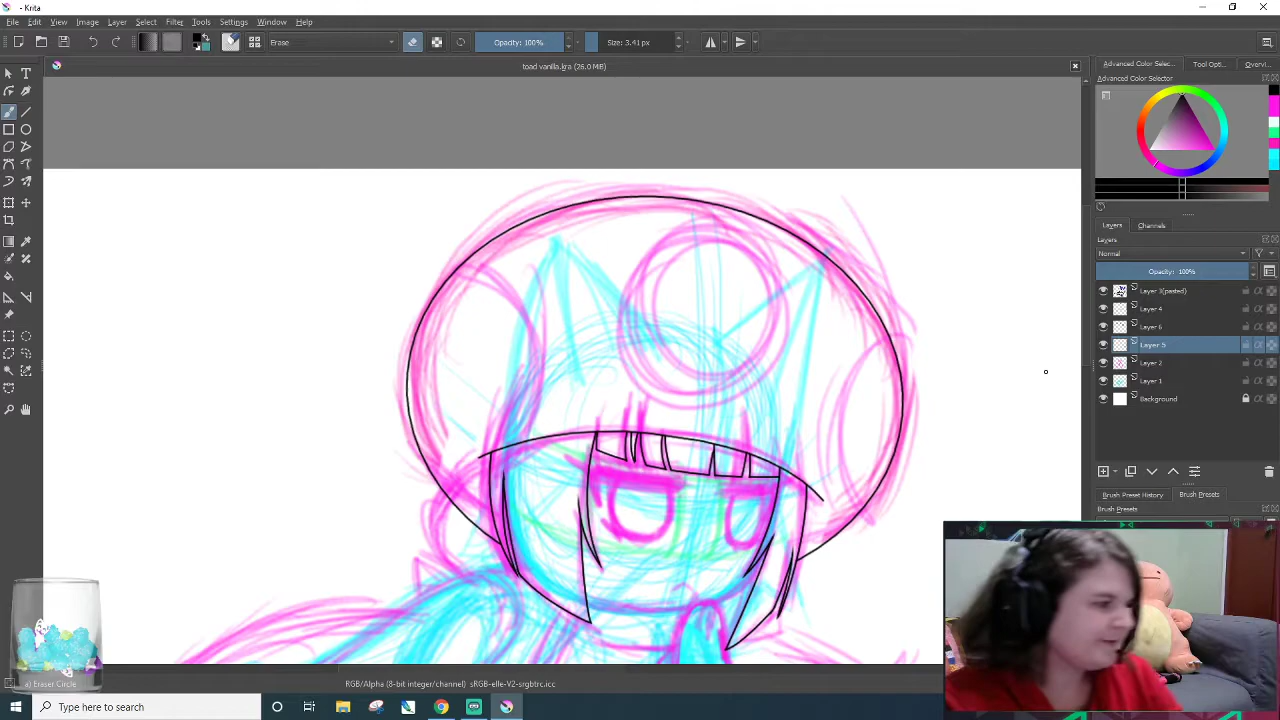 - Krita
File Edit View Image Layer Select Filter Tools Settings Window Help
Erase Opacity: 100% Size: 3.41 px
toad vanilla.kra (26.0 MiB)
Advanced Color Selec... Tool Opti... Overvi...
Advanced Color Selector
Layers Channels
Layers
Normal
Opacity: 100%
Layer 3(pasted)
Layer 4
Layer 6
Layer 5
Layer 2
Layer 1
Background
Brush Preset History Brush Presets
Brush Presets
a) Eraser Circle RGB/Alpha (8-bit integer/channel) sRGB-elle-V2-srgbtrc.icc
Type here to search